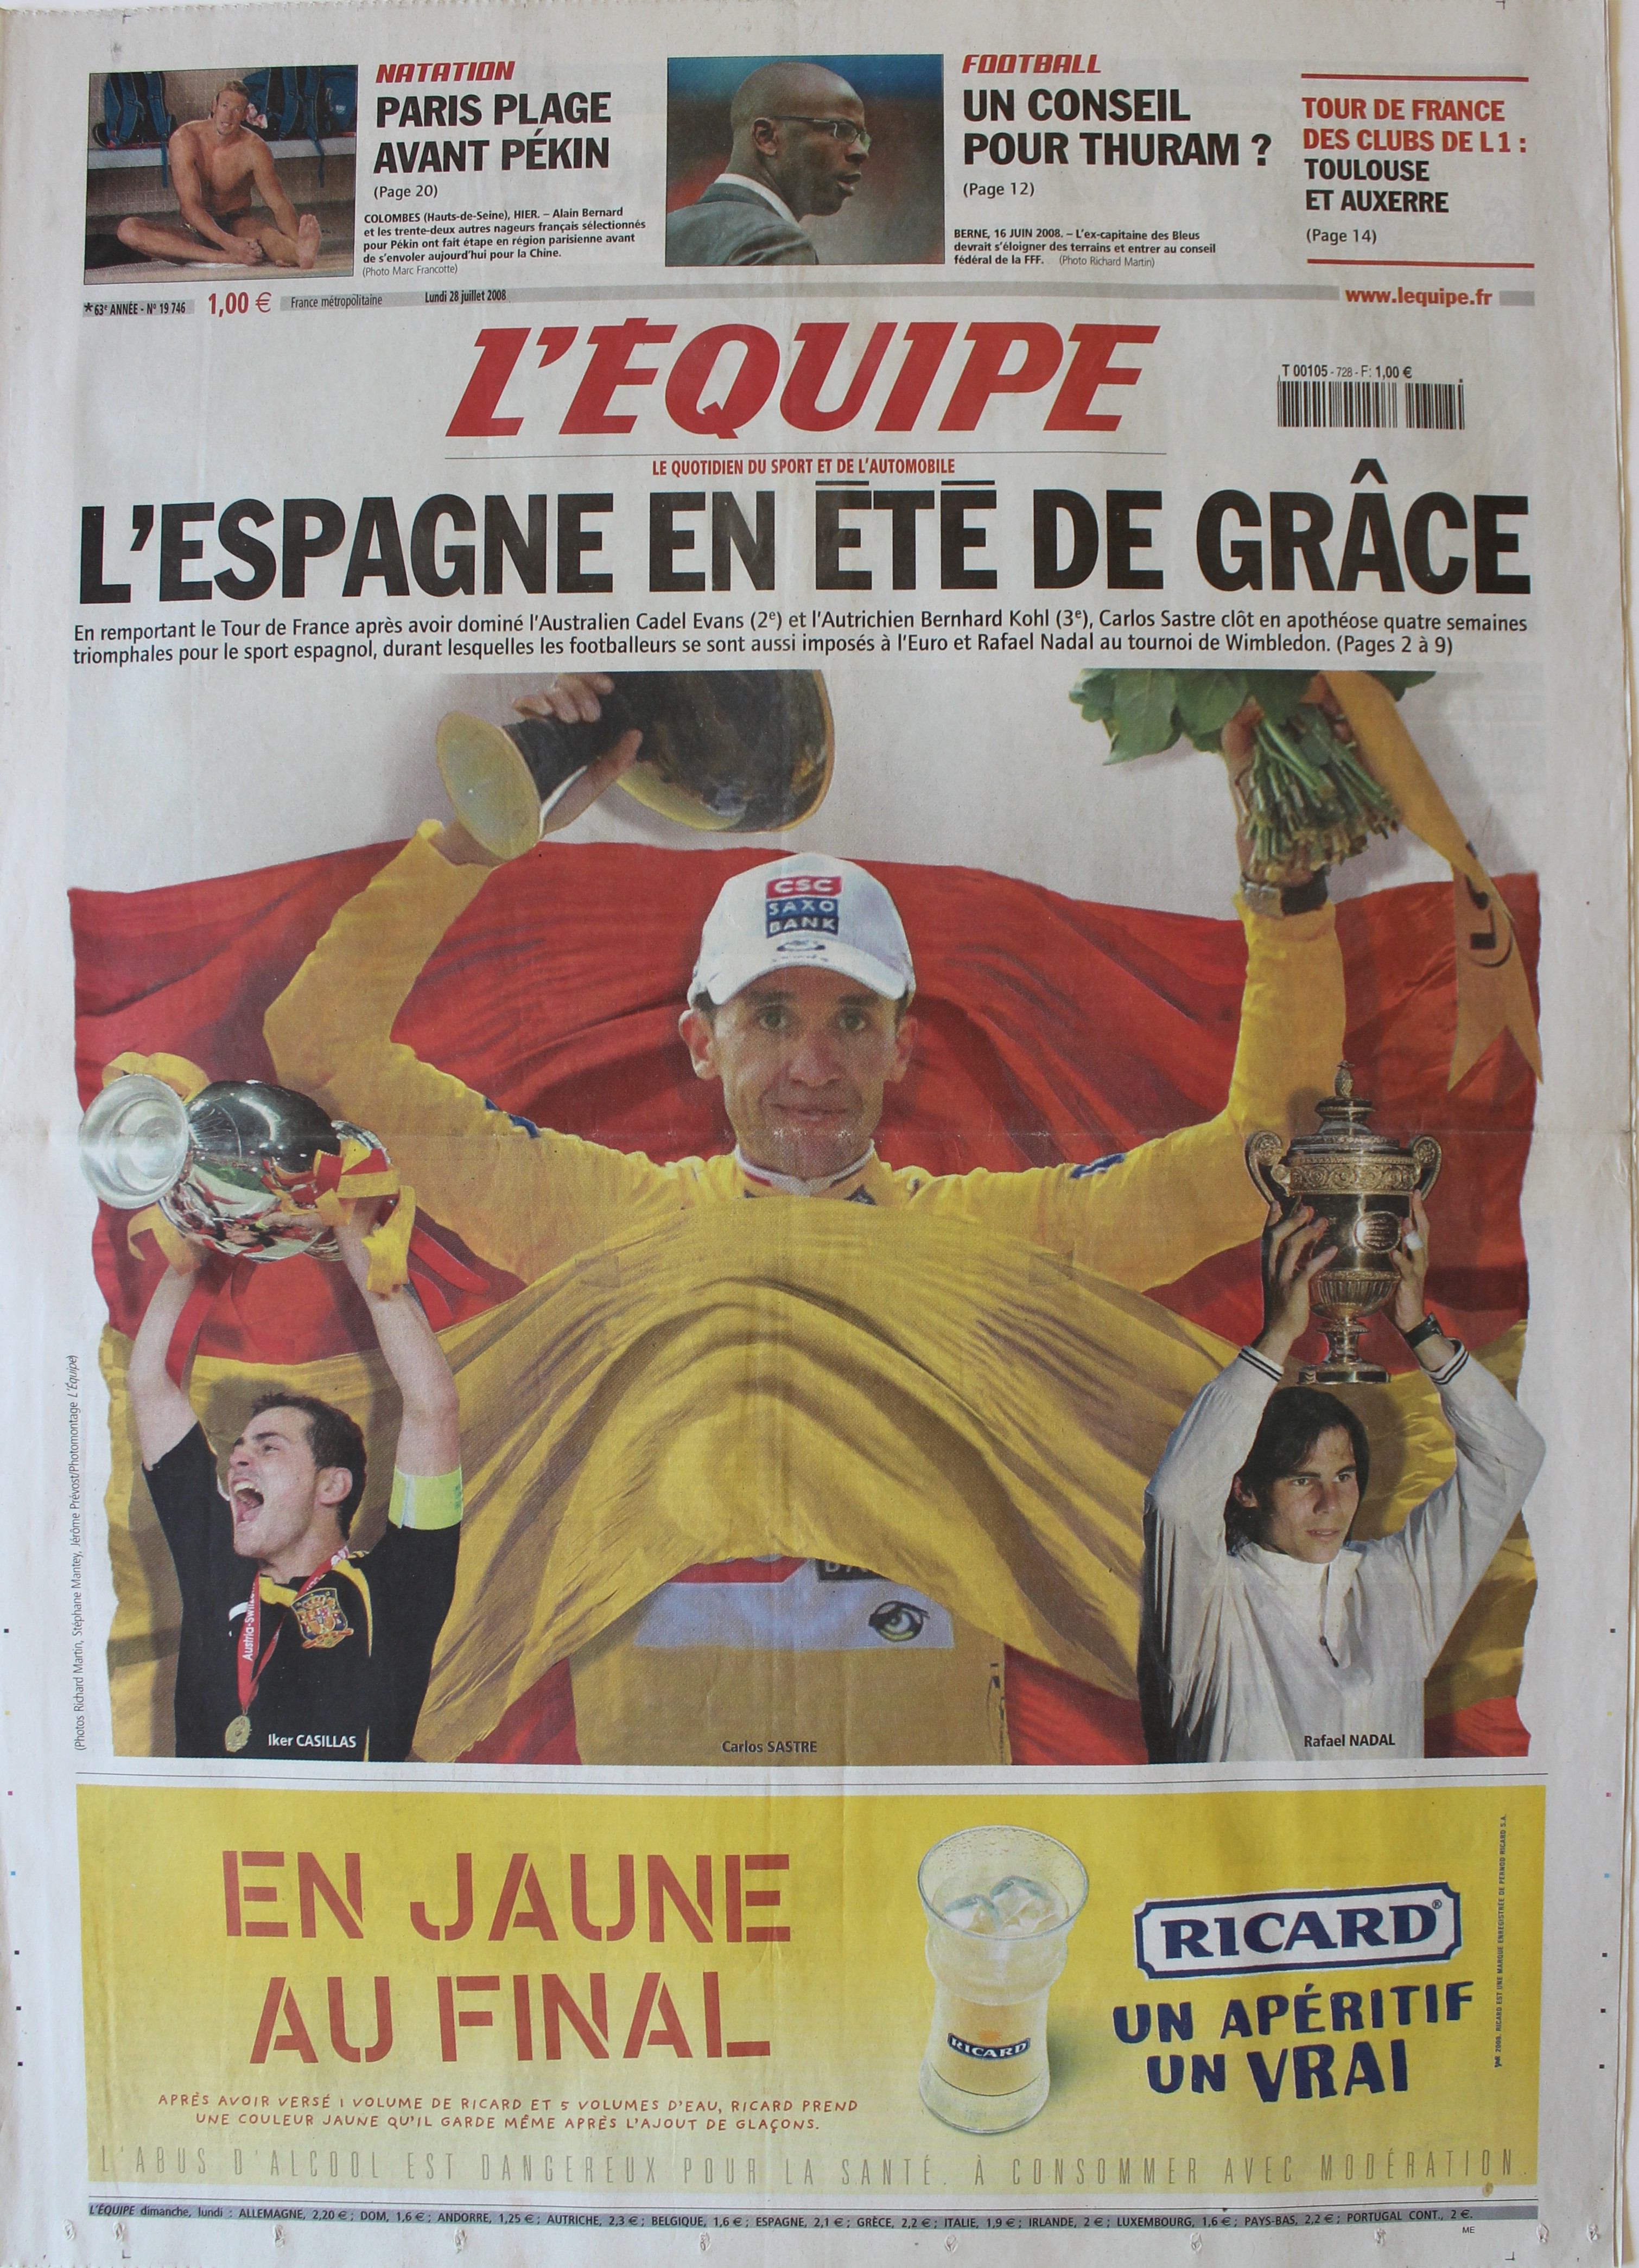 NATATION
PARIS PLAGE
AVANT PÉKIN
(Page 20)
COLOMBES (Hauts-de-Seine), HIER. – Alain Bernard
et les trente-deux autres nageurs français sélectionnés
pour Pékin ont fait étape en région parisienne avant
de s'envoler aujourd'hui pour la Chine.
(Photo Marc Francotte)
FOOTBALL
UN CONSEIL
POUR THURAM ?
(Page 12)
BERNE, 16 JUIN 2008. – L'ex-capitaine des Bleus
devrait s'éloigner des terrains et entrer au conseil
fédéral de la FFF. (Photo Richard Martin)
TOUR DE FRANCE
DES CLUBS DE L1 :
TOULOUSE
ET AUXERRE
(Page 14)
*63e ANNÉE - N° 19 746 1,00 € France métropolitaine Lundi 28 juillet 2008 www.lequipe.fr
L'ÉQUIPE
T 00105 - 728 - F: 1,00 €
LE QUOTIDIEN DU SPORT ET DE L'AUTOMOBILE
L'ESPAGNE EN ÉTÉ DE GRÂCE
En remportant le Tour de France après avoir dominé l'Australien Cadel Evans (2e) et l'Autrichien Bernhard Kohl (3e), Carlos Sastre clôt en apothéose quatre semaines
triomphales pour le sport espagnol, durant lesquelles les footballeurs se sont aussi imposés à l'Euro et Rafael Nadal au tournoi de Wimbledon. (Pages 2 à 9)
CSC
SAXO
BANK
(Photos Richard Martin, Stéphane Mantey, Jérôme Prévost/Photomontage L'Équipe)
Iker CASILLAS
Carlos SASTRE
Rafael NADAL
EN JAUNE
AU FINAL
APRÈS AVOIR VERSÉ 1 VOLUME DE RICARD ET 5 VOLUMES D'EAU, RICARD PREND
UNE COULEUR JAUNE QU'IL GARDE MÊME APRÈS L'AJOUT DE GLAÇONS.
RICARD
RICARD®
UN APÉRITIF
UN VRAI
2008. RICARD EST UNE MARQUE ENREGISTRÉE DE PERNOD RICARD S.A.
L'ABUS D'ALCOOL EST DANGEREUX POUR LA SANTÉ. À CONSOMMER AVEC MODÉRATION.
L'ÉQUIPE dimanche, lundi : ALLEMAGNE, 2,20 € ; DOM, 1,6 € ; ANDORRE, 1,25 € ; AUTRICHE, 2,3 € ; BELGIQUE, 1,6 € ; ESPAGNE, 2,1 € ; GRÈCE, 2,2 € ; ITALIE, 1,9 € ; IRLANDE, 2 € ; LUXEMBOURG, 1,6 € ; PAYS-BAS, 2,2 € ; PORTUGAL CONT., 2 €.
ME